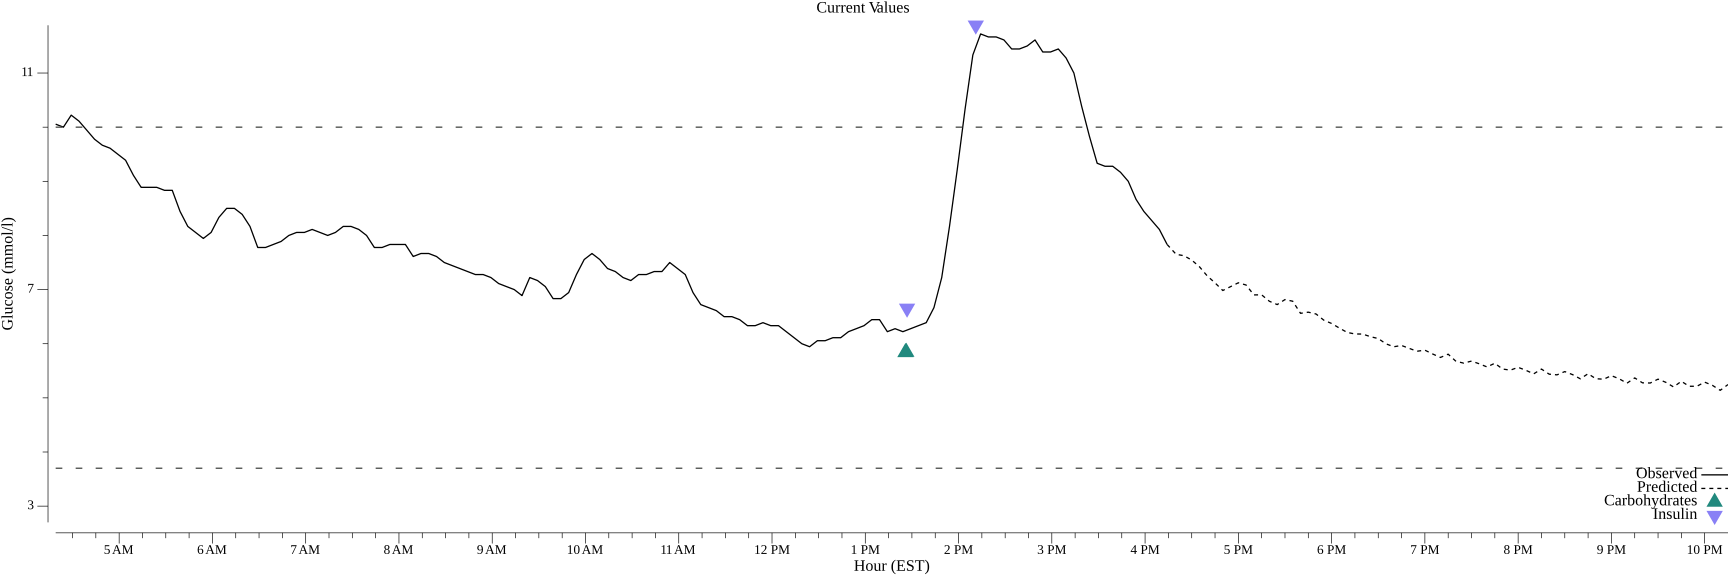 Current Values
Glucose (mmol/l)
11
7
3
5 AM 6 AM 7 AM 8 AM 9 AM 10 AM 11 AM 12 PM 1 PM 2 PM 3 PM 4 PM 5 PM 6 PM 7 PM 8 PM 9 PM 10 PM
Hour (EST)
Observed
Predicted
Carbohydrates
Insulin